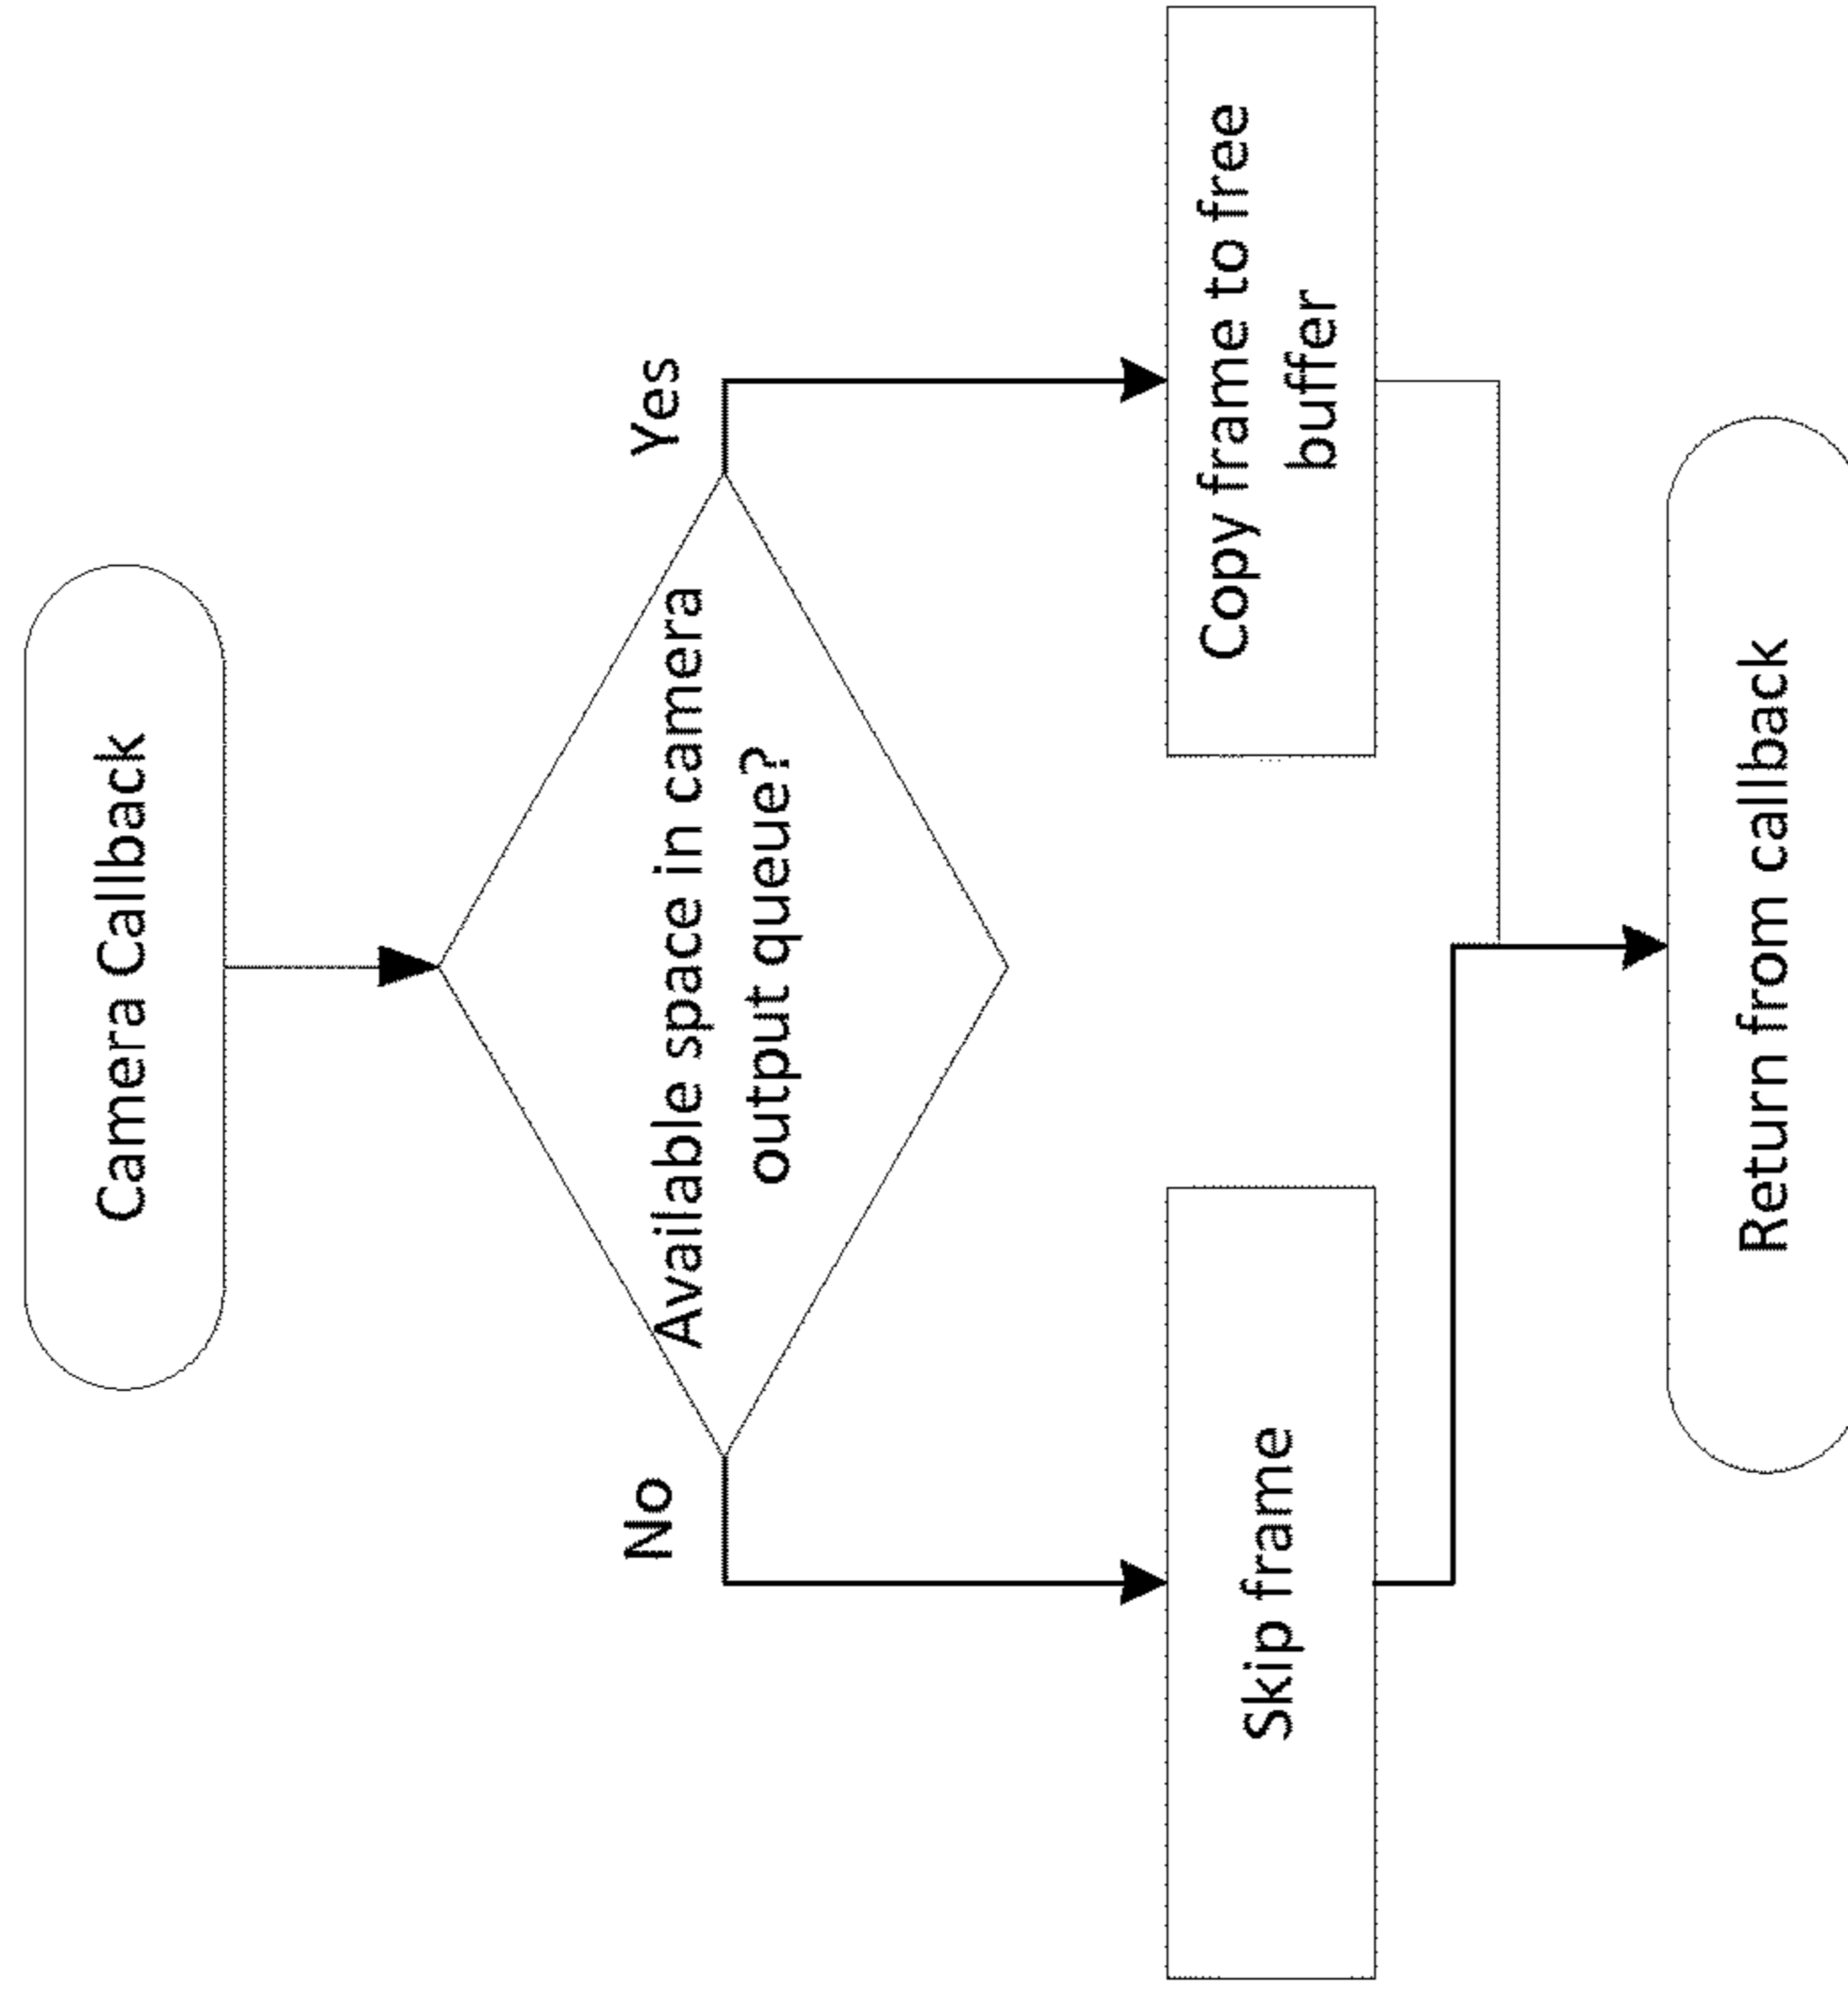 Camera Callback
Available space in camera
output queue?
No
Yes
Skip frame
Copy frame to free
buffer
Return from callback